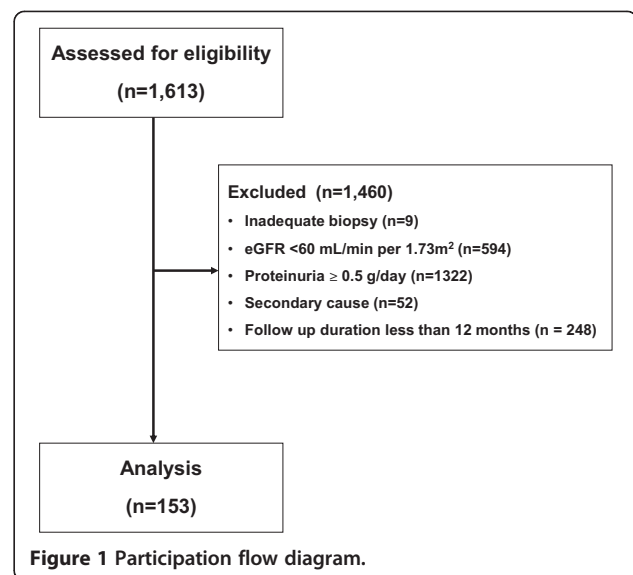 Assessed for eligibility
(n=1,613)
Excluded (n=1,460)
• Inadequate biopsy (n=9)
• eGFR <60 mL/min per 1.73m² (n=594)
• Proteinuria ≥ 0.5 g/day (n=1322)
• Secondary cause (n=52)
• Follow up duration less than 12 months (n = 248)
Analysis
(n=153)
Figure 1 Participation flow diagram.